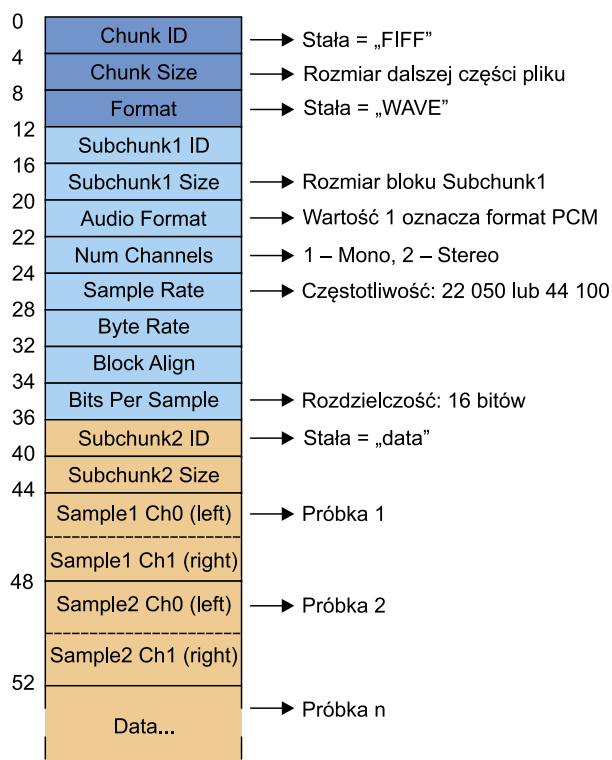 0
Chunk ID
Stała = „FIFF”
4
Chunk Size
Rozmiar dalszej części pliku
8
Format
Stała = „WAVE”
12
Subchunk1 ID
16
Subchunk1 Size
Rozmiar bloku Subchunk1
20
Audio Format
Wartość 1 oznacza format PCM
22
Num Channels
1 – Mono, 2 – Stereo
24
Sample Rate
Częstotliwość: 22 050 lub 44 100
28
Byte Rate
32
Block Align
34
Bits Per Sample
Rozdzielczość: 16 bitów
36
Subchunk2 ID
Stała = „data”
40
Subchunk2 Size
44
Sample1 Ch0 (left)
Próbka 1
Sample1 Ch1 (right)
48
Sample2 Ch0 (left)
Próbka 2
Sample2 Ch1 (right)
52
Próbka n
Data...